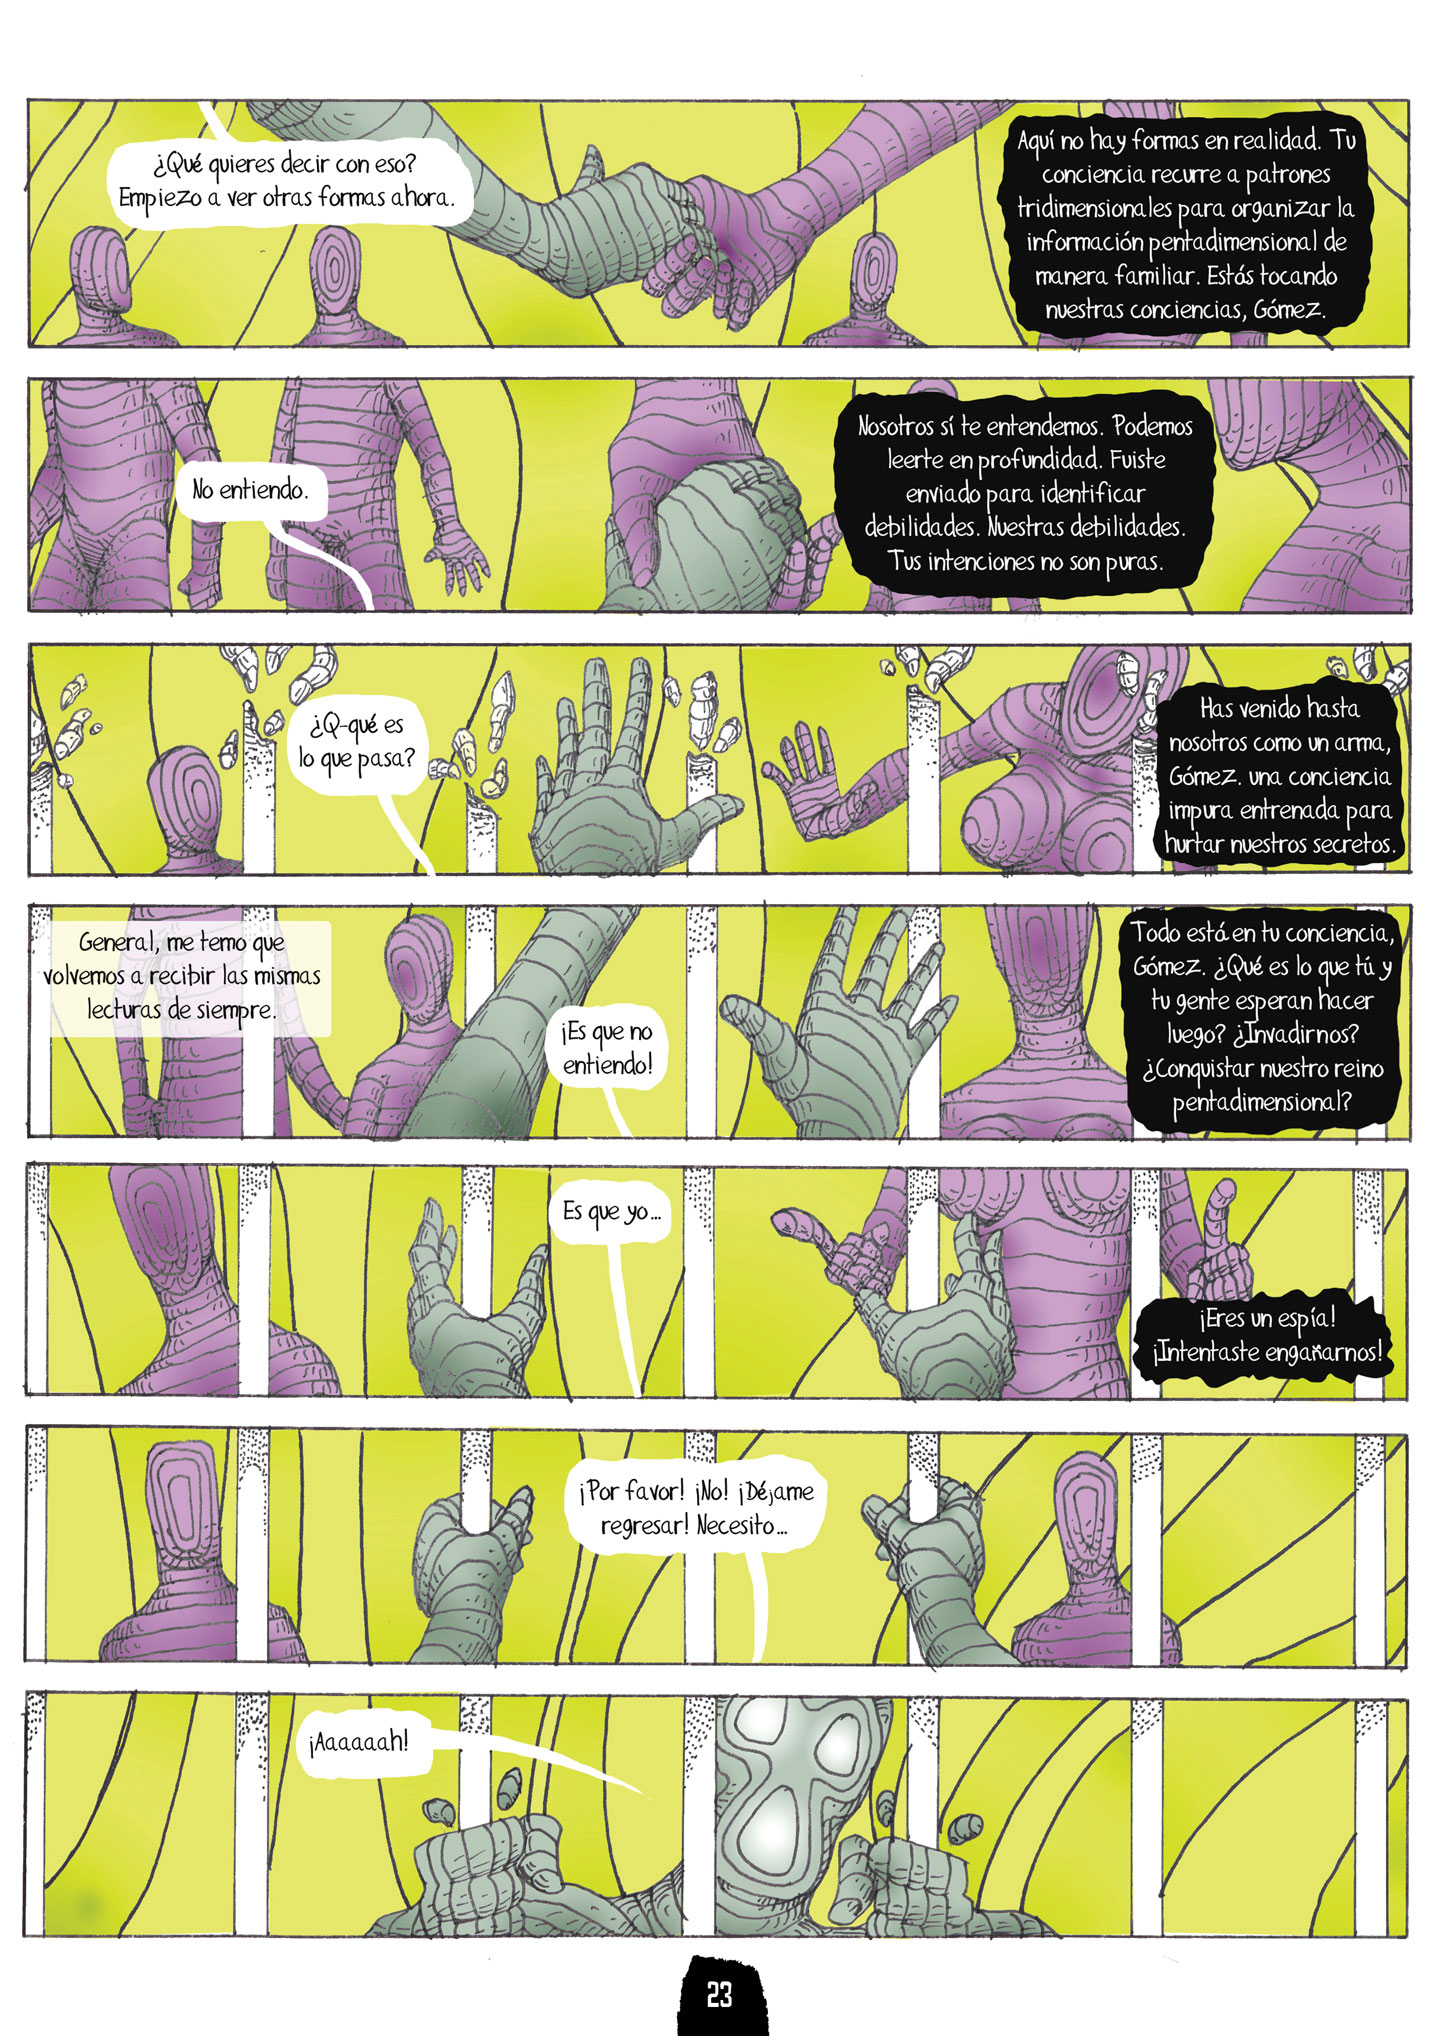 ¿Qué quieres decir con eso?
Empiezo a ver otras formas ahora.
Aquí no hay formas en realidad. Tu
conciencia recurre a patrones
tridimensionales para organizar la
información pentadimensional de
manera familiar. Estás tocando
nuestras conciencias, Gómez.
No entiendo.
Nosotros sí te entendemos. Podemos
leerte en profundidad. Fuiste
enviado para identificar
debilidades. Nuestras debilidades.
Tus intenciones no son puras.
¿Q-qué es
lo que pasa?
Has venido hasta
nosotros como un arma,
Gómez. una conciencia
impura entrenada para
hurtar nuestros secretos.
General, me temo que
volvemos a recibir las mismas
lecturas de siempre.
¡Es que no
entiendo!
Todo está en tu conciencia,
Gómez. ¿Qué es lo que tú y
tu gente esperan hacer
luego? ¿Invadirnos?
¿Conquistar nuestro reino
pentadimensional?
Es que yo...
¡Eres un espía!
¡Intentaste engañarnos!
¡Por favor! ¡No! ¡Déjame
regresar! Necesito...
¡Aaaaaah!
23